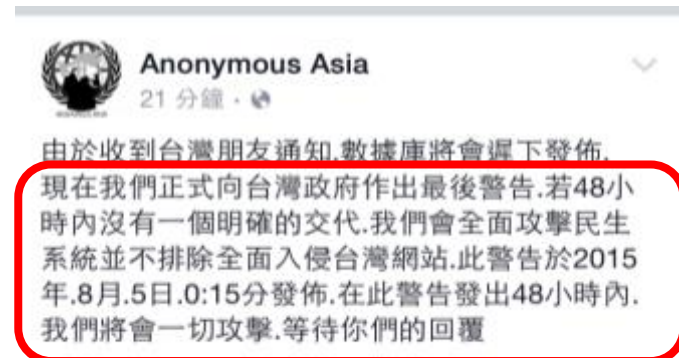 Anonymous Asia
21 分鐘 ·
由於收到台灣朋友通知.數據庫將會遲下發佈.
現在我們正式向台灣政府作出最後警告.若48小
時內沒有一個明確的交代.我們會全面攻擊民生
系統並不排除全面入侵台灣網站.此警告於2015
年.8月.5日.0:15分發佈.在此警告發出48小時內.
我們將會一切攻擊.等待你們的回覆